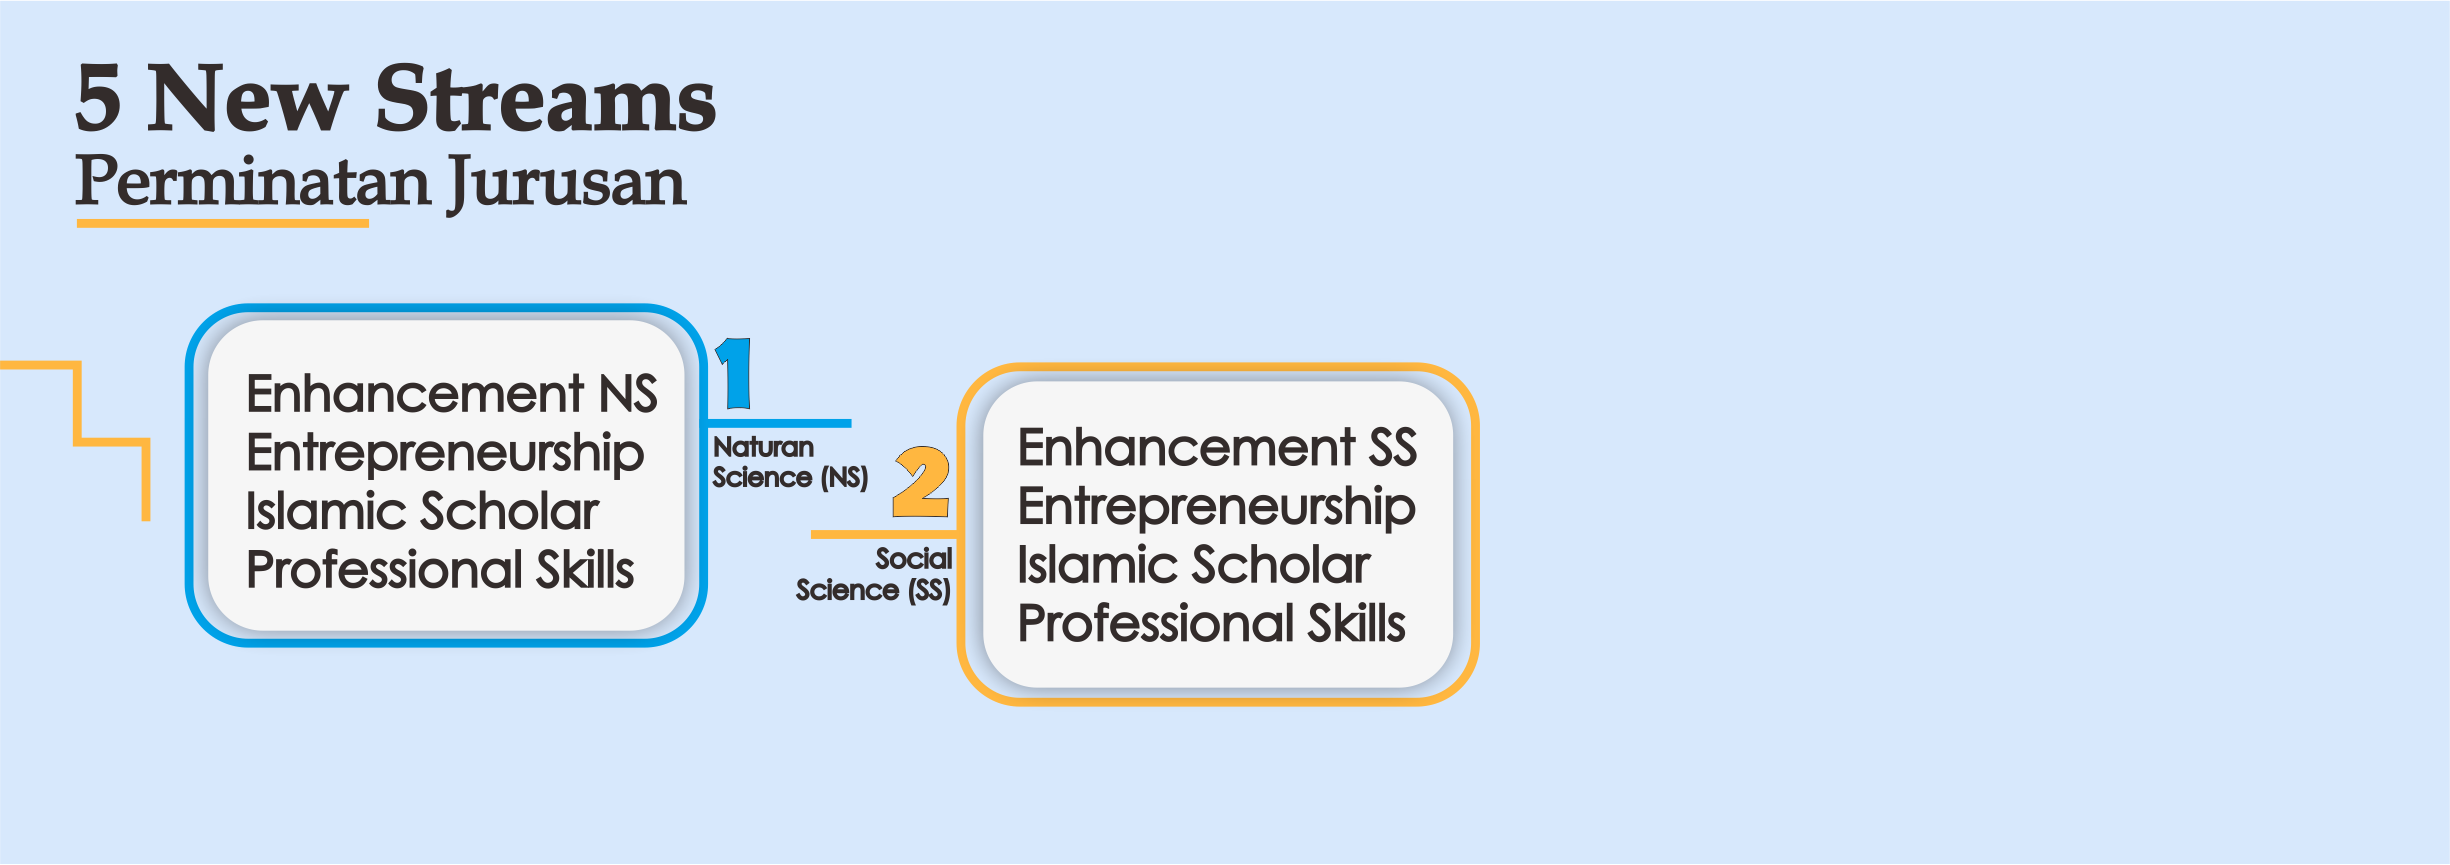 5 New Streams
Perminatan Jurusan
Enhancement NS
Entrepreneurship
Islamic Scholar
Professional Skills
1
Naturan
Science (NS)
2
Social
Science (SS)
Enhancement SS
Entrepreneurship
Islamic Scholar
Professional Skills